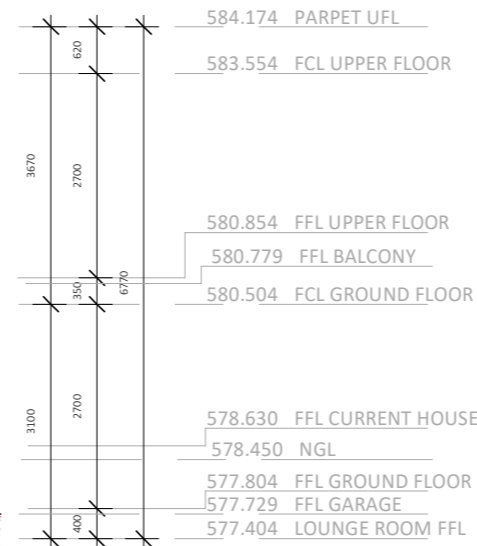 584.174 PARPET UFL
620
583.554 FCL UPPER FLOOR
3670
2700
580.854 FFL UPPER FLOOR
580.779 FFL BALCONY
350
6770
580.504 FCL GROUND FLOOR
3100
2700
578.630 FFL CURRENT HOUSE
578.450 NGL
577.804 FFL GROUND FLOOR
577.729 FFL GARAGE
400
577.404 LOUNGE ROOM FFL